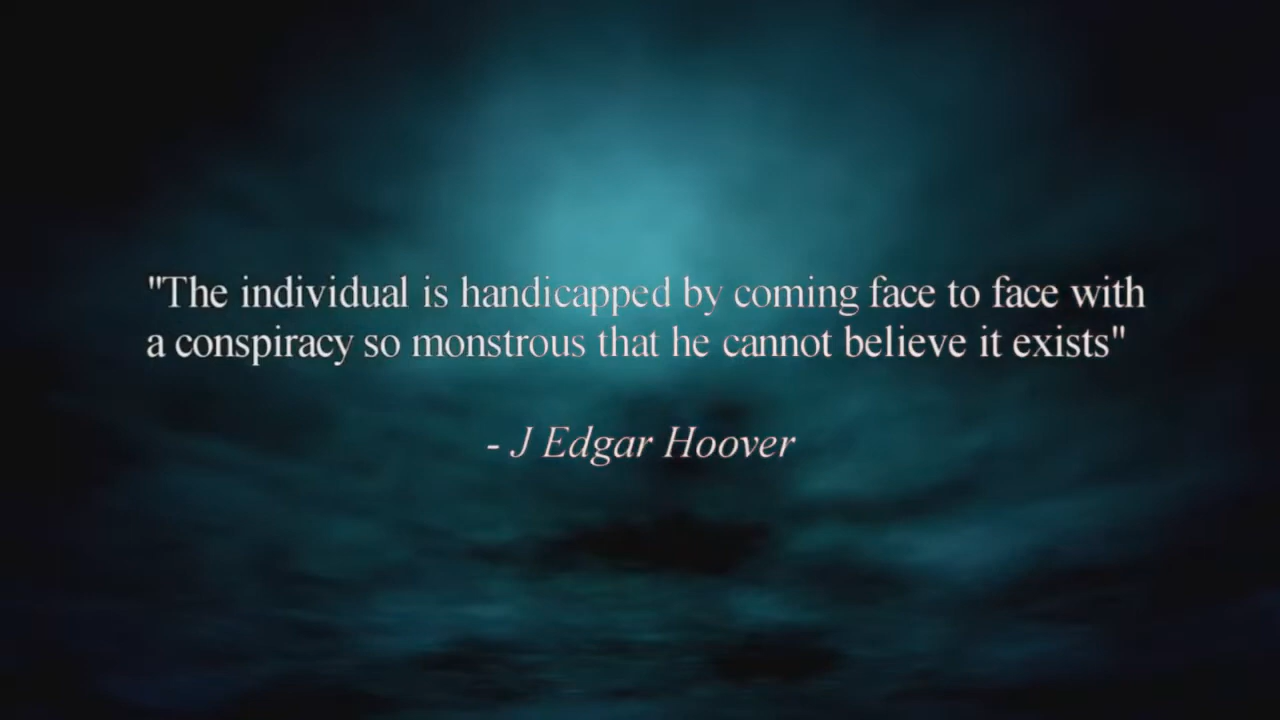 "The individual is handicapped by coming face to face with
a conspiracy so monstrous that he cannot believe it exists"
- J Edgar Hoover